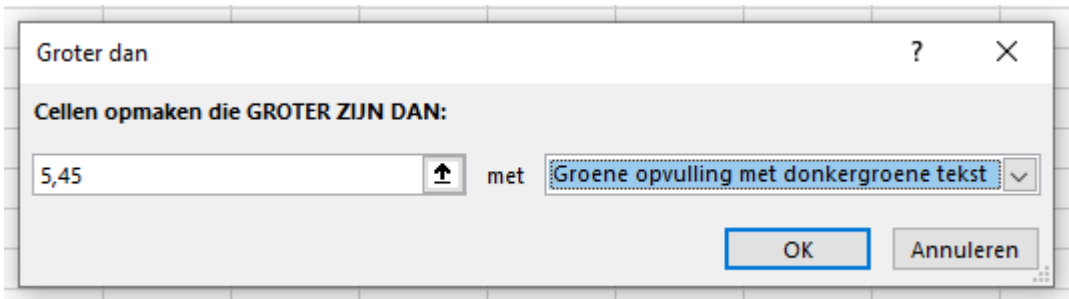 Groter dan ?
Cellen opmaken die GROTER ZIJN DAN:
5,45 met Groene opvulling met donkergroene tekst
OK Annuleren